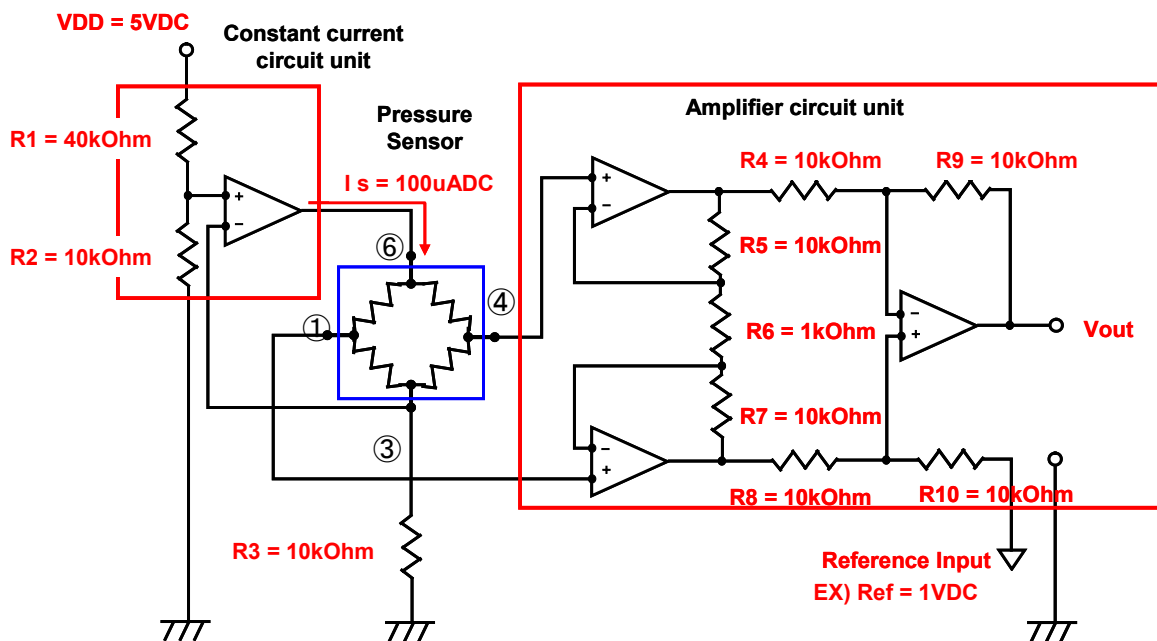 VDD = 5VDC
Constant current
circuit unit
R1 = 40kOhm
+
−
R2 = 10kOhm
Pressure
Sensor
I s = 100uADC
⑥
①
④
③
R3 = 10kOhm
Amplifier circuit unit
R4 = 10kOhm
R9 = 10kOhm
+
−
R5 = 10kOhm
R6 = 1kOhm
−
+
Vout
R7 = 10kOhm
−
+
R8 = 10kOhm
R10 = 10kOhm
Reference Input
EX) Ref = 1VDC